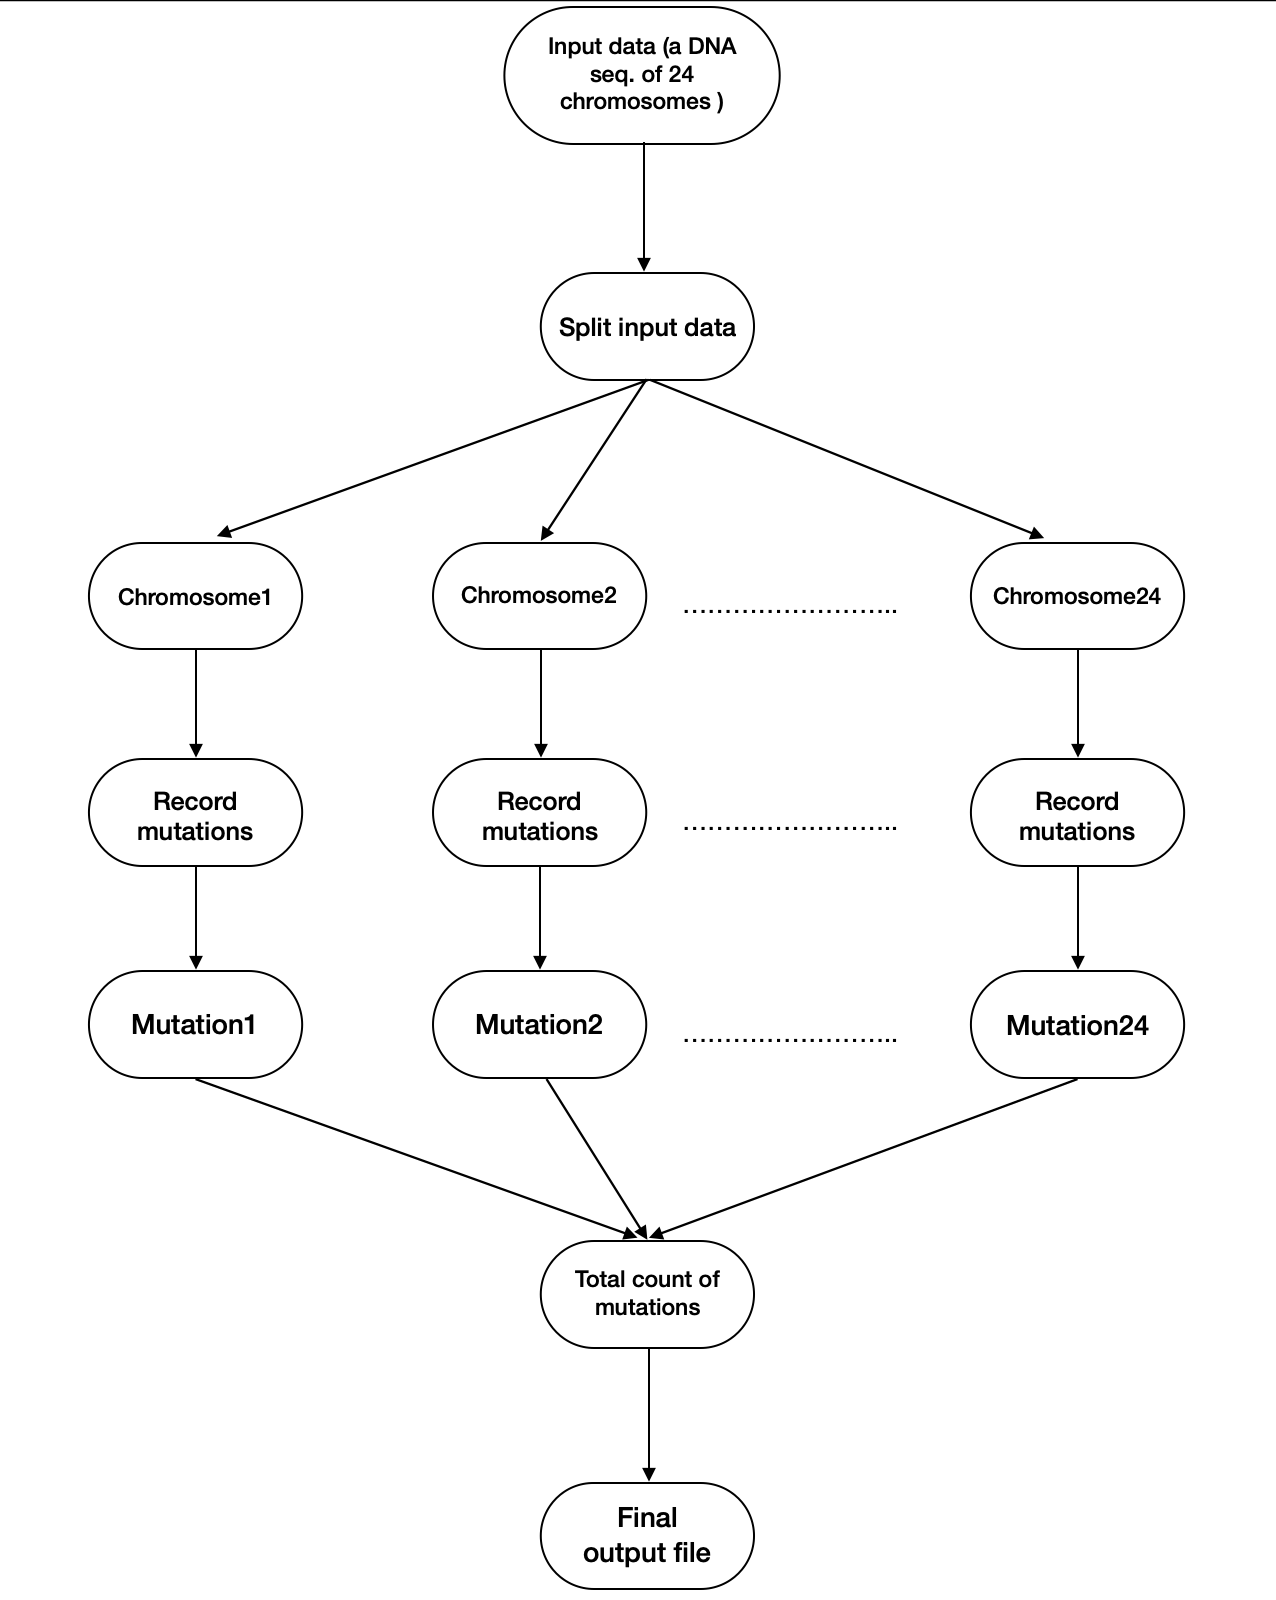 Input data (a DNA
seq. of 24
chromosomes )
Split input data
Chromosome1
Chromosome2
............................
Chromosome24
Record
mutations
Record
mutations
............................
Record
mutations
Mutation1
Mutation2
............................
Mutation24
Total count of
mutations
Final
output file